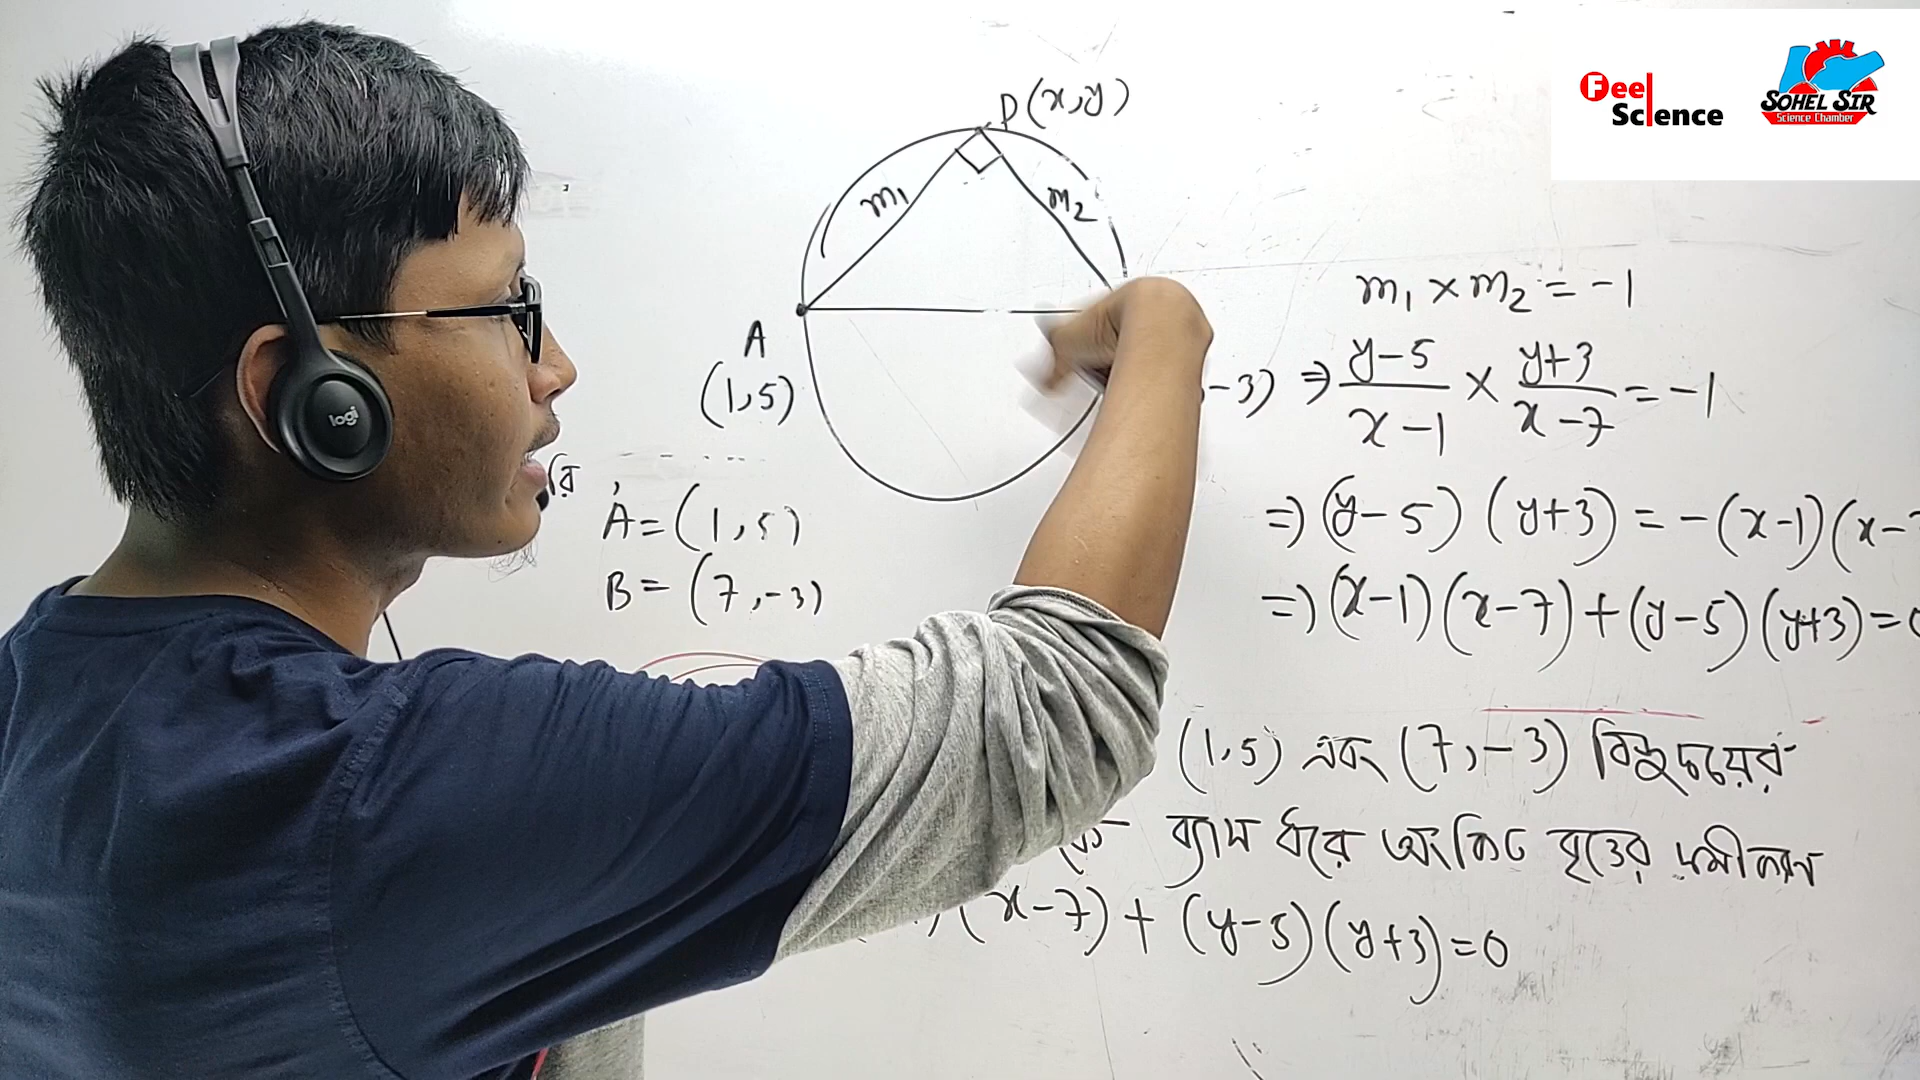 Feel Science
SOHEL SIR
Science Chamber
P(x,y)
m₁
m₂
A
(1,5)
-3)
logi
রি
A=(1,5)
B=(7,-3)
m₁×m₂=-1
⇒ (y-5)/(x-1) × (y+3)/(x-7) = -1
⇒(y-5)(y+3)=-(x-1)(x-
⇒(x-1)(x-7)+(y-5)(y+3)=0
(1,5) এবং (7,-3) বিন্দুদ্বয়ের
কে ব্যাস ধরে অংকিত বৃত্তের সমীকরণ
)(x-7)+(y-5)(y+3)=0